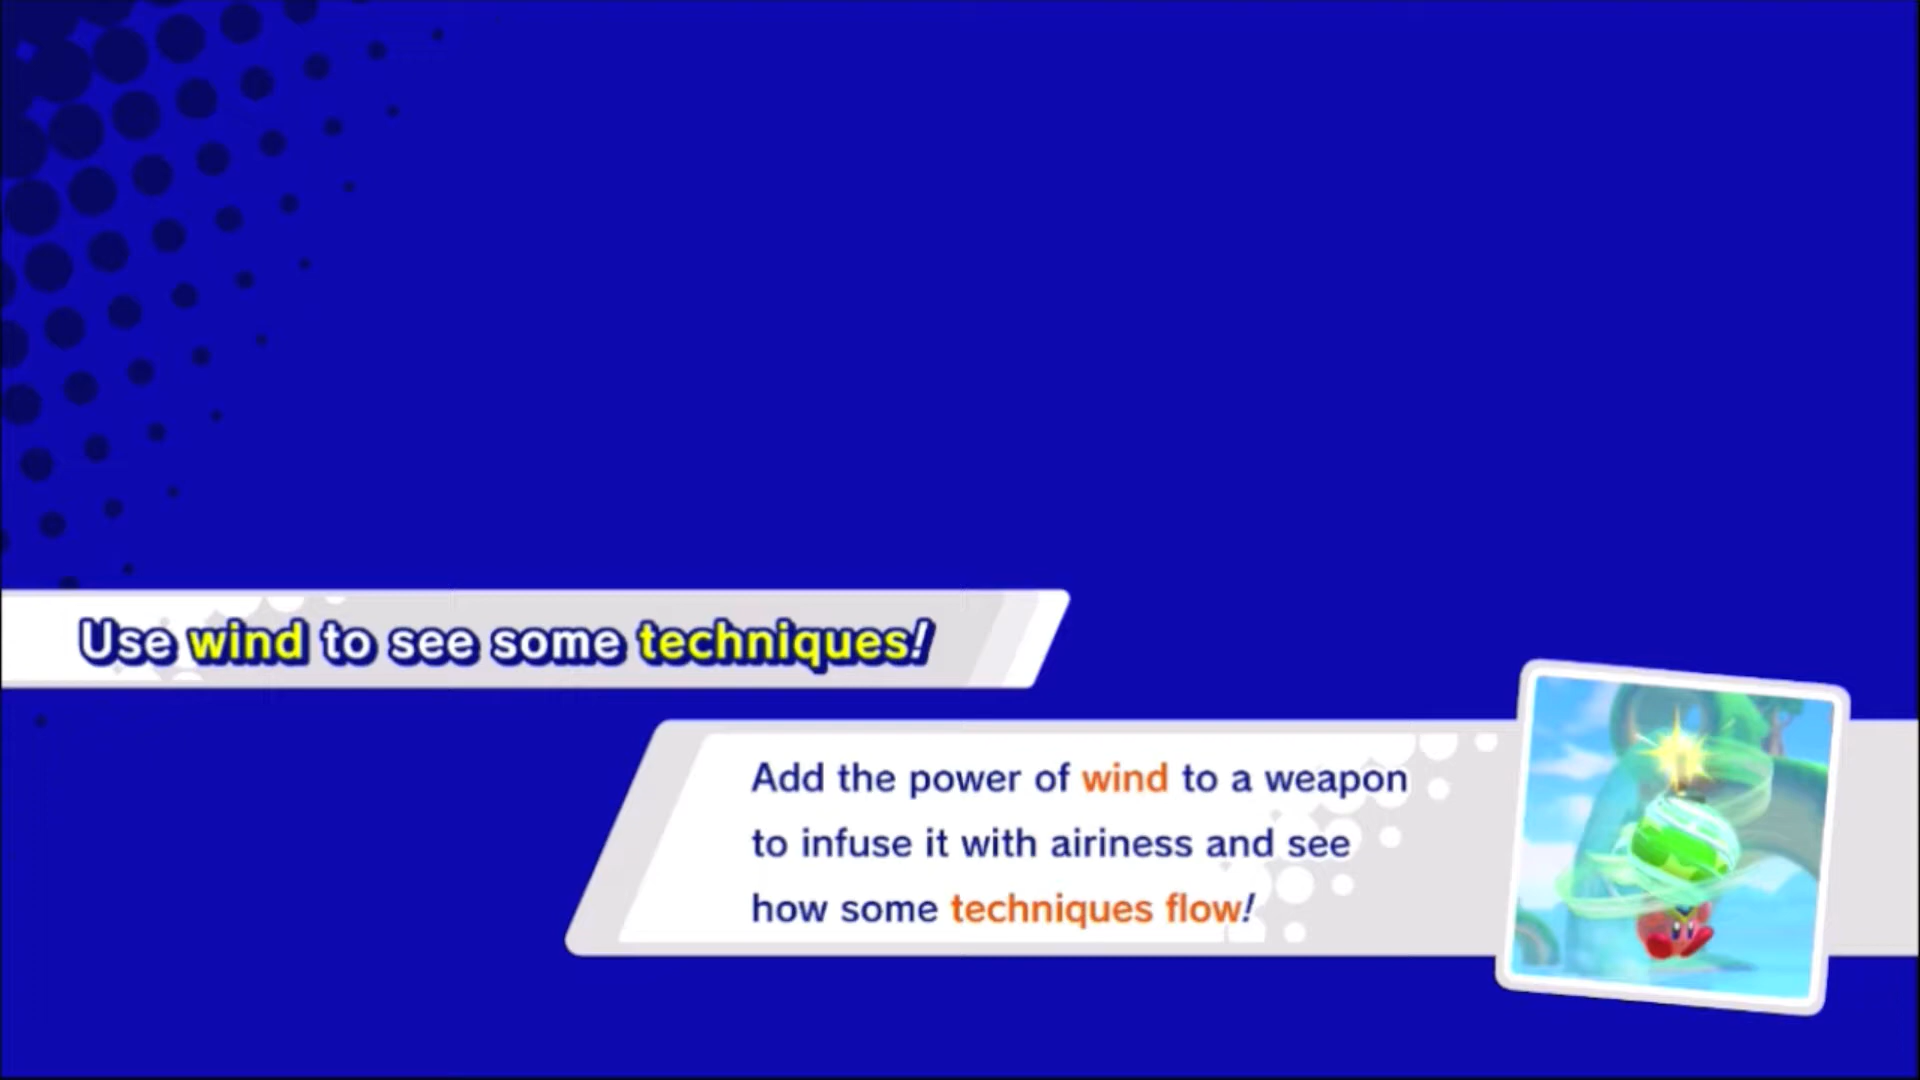 Use wind to see some techniques!
Add the power of wind to a weapon
to infuse it with airiness and see
how some techniques flow!